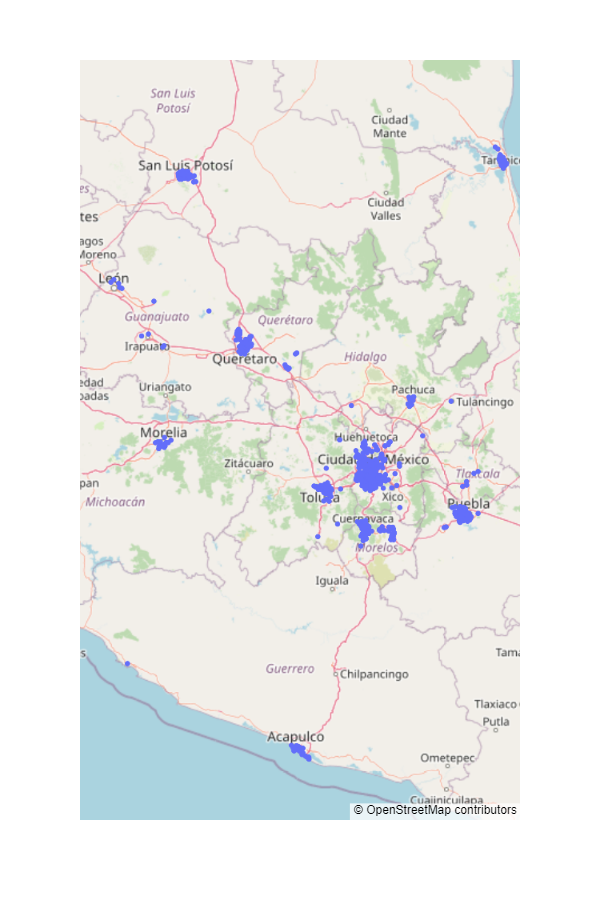 San Luis
Potosí
Ciudad
Mante
San Luis Potosí
Tampico
es
Ciudad
Valles
tes
agos
Moreno
León
Guanajuato
Querétaro
Irapuato
Querétaro
Hidalgo
edad
padas
Uriangato
Pachuca
Tulancingo
Morelia
Huehuetoca
Ciudad de México
Zitácuaro
Tlaxcala
pan
Toluca
Xico
Michoacán
Puebla
Cuernavaca
Morelos
Iguala
s
Guerrero
Tama
Chilpancingo
Tlaxiaco
Putla
Acapulco
Ometepec
Cuajinicuilapa
© OpenStreetMap contributors